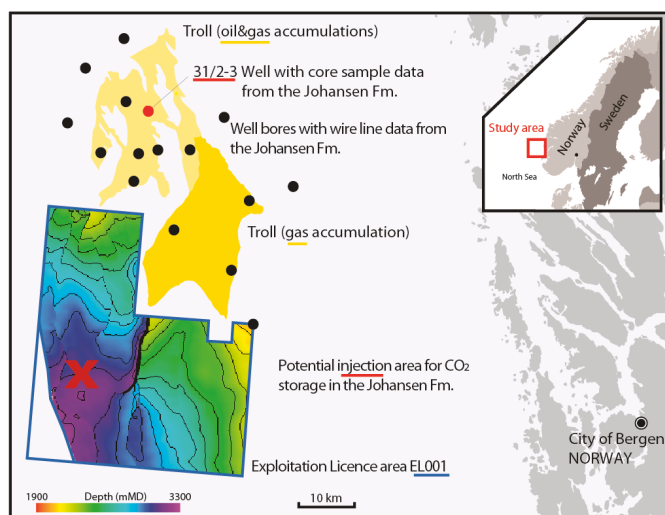 Troll (oil&gas accumulations)
31/2-3 Well with core sample data
from the Johansen Fm.
Well bores with wire line data from
the Johansen Fm.
Study area
Norway
Sweden
North Sea
Troll (gas accumulation)
X
Potential injection area for CO₂
storage in the Johansen Fm.
City of Bergen
NORWAY
Exploitation Licence area EL001
1900 Depth (mMD) 3300
10 km